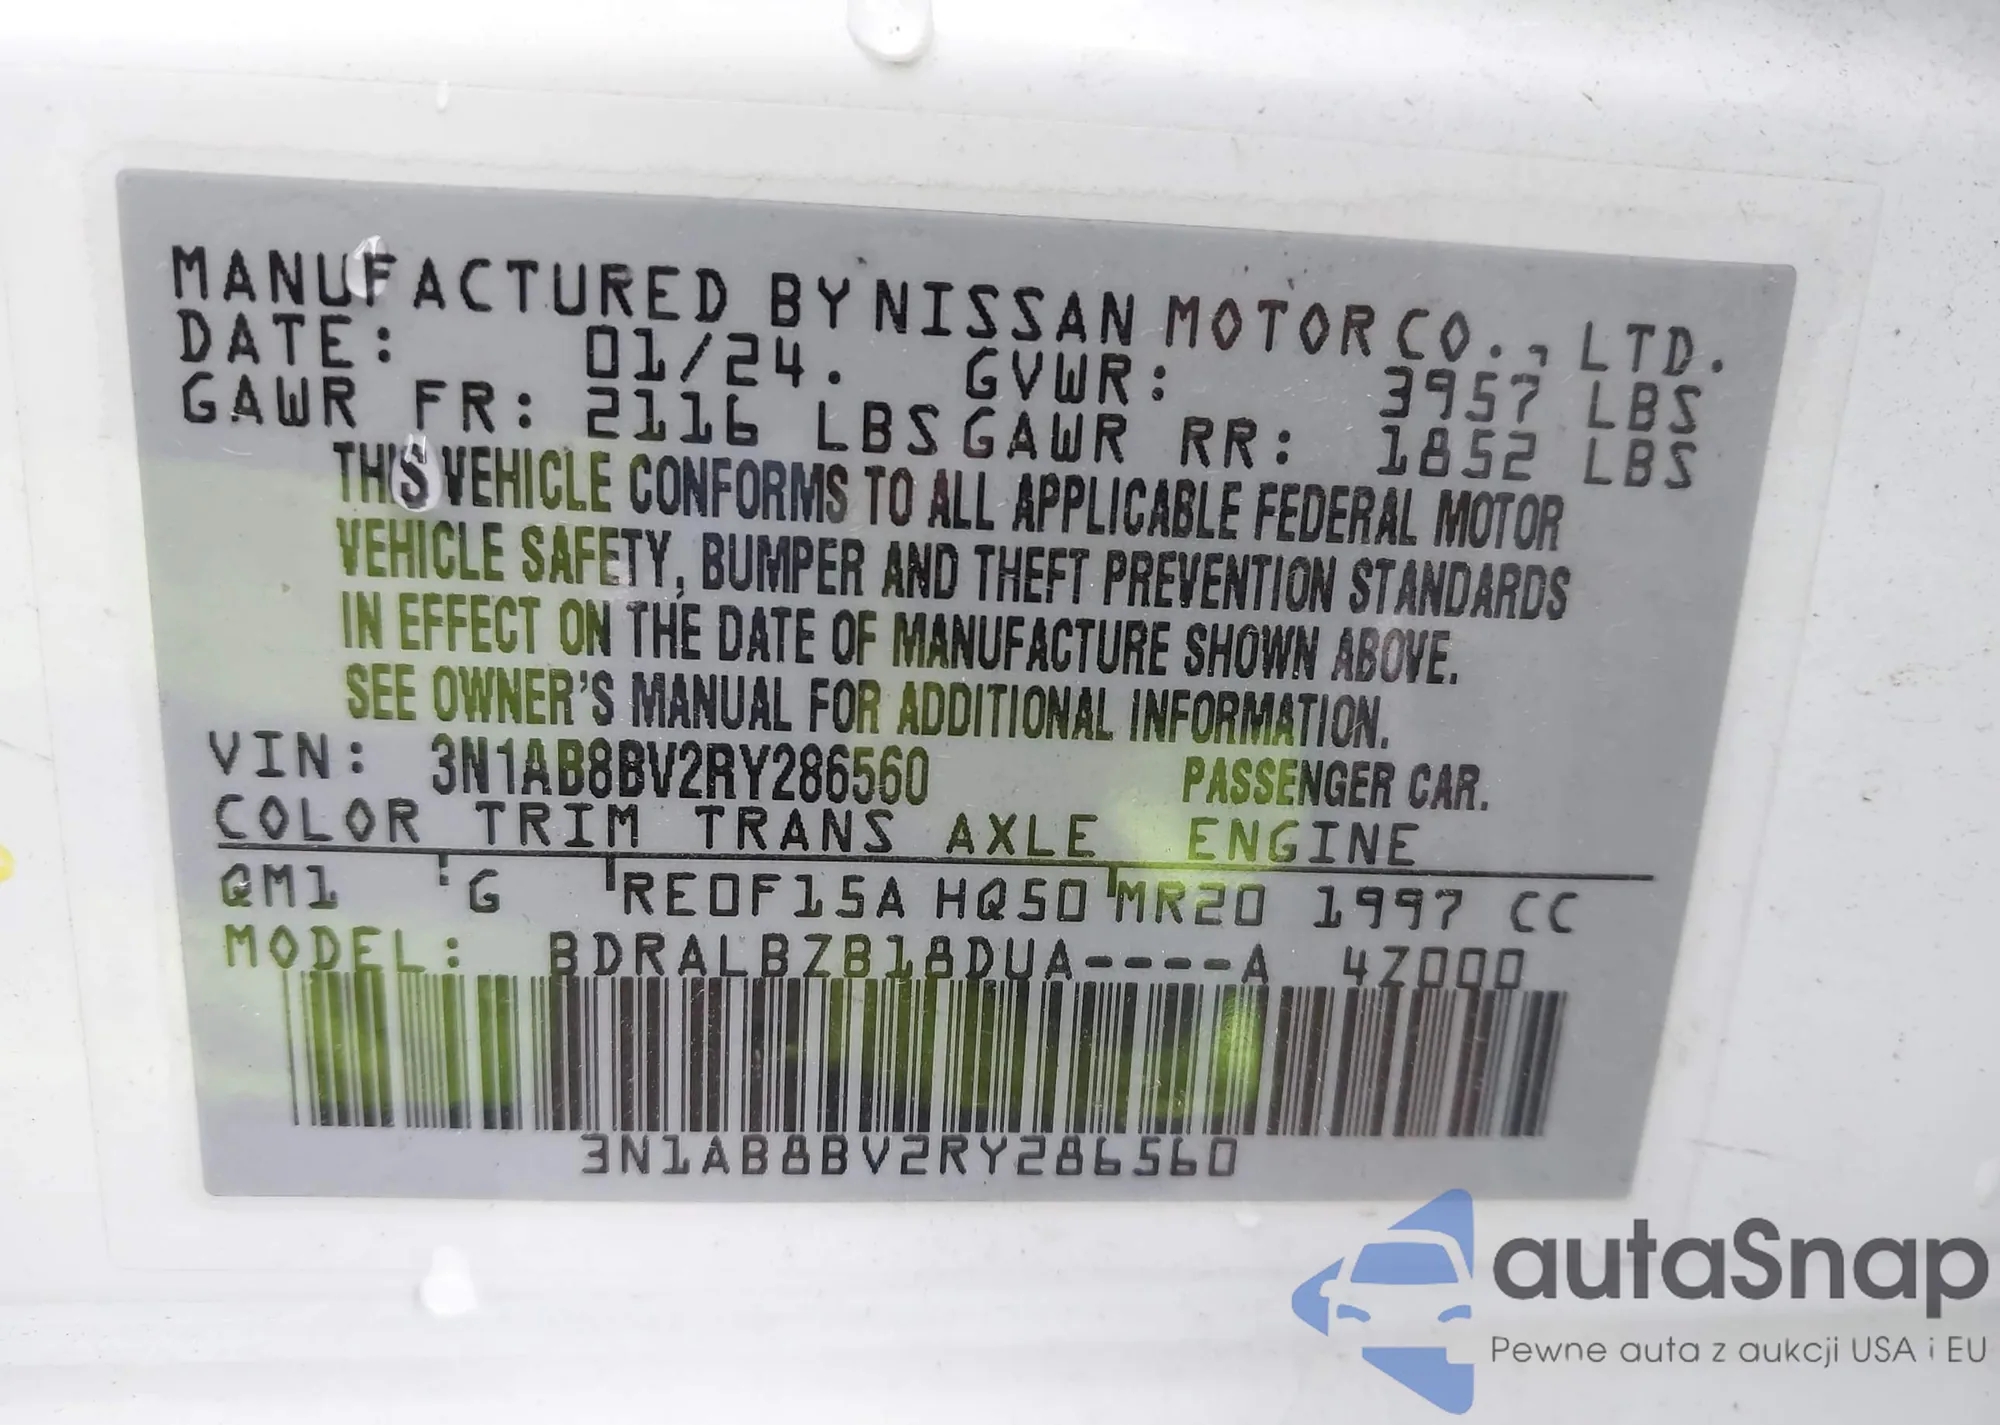 MANUFACTURED BY NISSAN MOTOR CO., LTD.
DATE: 01/24. GVWR: 3957 LBS
GAWR FR: 2116 LBS GAWR RR: 1852 LBS
THIS VEHICLE CONFORMS TO ALL APPLICABLE FEDERAL MOTOR
VEHICLE SAFETY, BUMPER AND THEFT PREVENTION STANDARDS
IN EFFECT ON THE DATE OF MANUFACTURE SHOWN ABOVE.
SEE OWNER'S MANUAL FOR ADDITIONAL INFORMATION.
VIN: 3N1AB8BV2RY286560 PASSENGER CAR.
COLOR TRIM TRANS AXLE ENGINE
QM1 G RE0F15A HQ50 MR20 1997 CC
MODEL: BDRALBZB18DUA----A 4Z000
3N1AB8BV2RY286560
autaSnap
Pewne auta z aukcji USA i EU